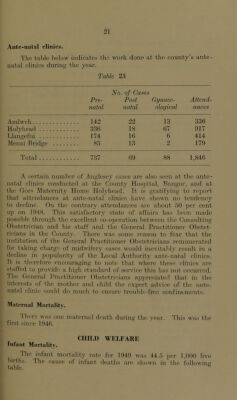 21
Ante-natal clinics.
The table below indicates the work done at the county's ante-
natal clinics during the year.
Table 23
No. of Cases
Pre- Post Gynaec- Attend-
natal natal ological ances
Amlwch 142 22 13 336
Holyhead 336 18 67 917
Llangefni 174 16 6 414
Menai Bridge 85 13 2 179
Total 737 69 88 1,846
A certain number of Anglesey cases are also seen at the ante-
natal clinics conducted at the County Hospital, Bangor, and at
the Gors Maternity Home Holyhead. It is gratifying to report
that attendances at ante-natal clinics have shown no tendency
to decline. On the contrary attendances are about 50 per cent
up on 1948. This satisfactory state of affairs has been made
possible through the excellent co-operation between the Consulting
Obstetrician and his staff and the General Practitioner Obstet-
ricians in the County. There was some reason to fear that the
institution of the General Practitioner Obstetricians remunerated
for taking charge of midwifery cases would inevitably result in a
decline in popularity of the Local Authority ante-natal clinics.
It is therefore encouraging to note that where these clinics are
staffed to provide a high standard of service this has not occurred.
The General Practitioner Obstetricians appreciated that in the
interests of the mother and child the expert advice of the ante-
natal clinic could do much to ensure trouble-free confinements.
Maternal Mortality.
There was one maternal death during the year. This was the
first since 1946.
CHILD WELFARE
Infant Mortality.
The infant mortality rate for 1949 was 44.5 per 1,000 live
births. The cause of infant deaths are shown in the following
table.